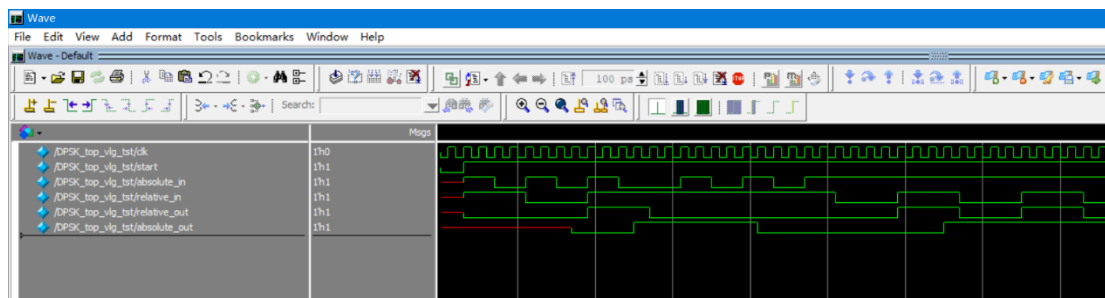 Wave
File Edit View Add Format Tools Bookmarks Window Help
Wave - Default
100 ps
Search:
Msgs
/DPSK_top_vlg_tst/clk 1'h0
/DPSK_top_vlg_tst/start 1'h1
/DPSK_top_vlg_tst/absolute_in 1'h1
/DPSK_top_vlg_tst/relative_in 1'h1
/DPSK_top_vlg_tst/relative_out 1'h1
/DPSK_top_vlg_tst/absolute_out 1'h1